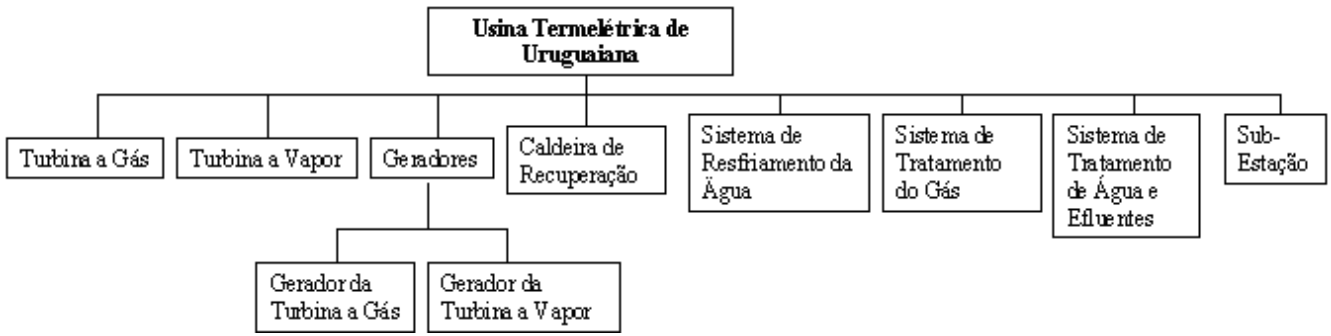 Usina Termelétrica de
Uruguaiana
Turbina a Gás
Turbina a Vapor
Geradores
Caldeira de
Recuperação
Sistema de
Resfriamento da
Ägua
Sistema de
Tratamento
do Gás
Sistema de
Tratamento
de Água e
Efluentes
Sub-
Estação
Gerador da
Turbina a Gás
Gerador da
Turbina a Vapor